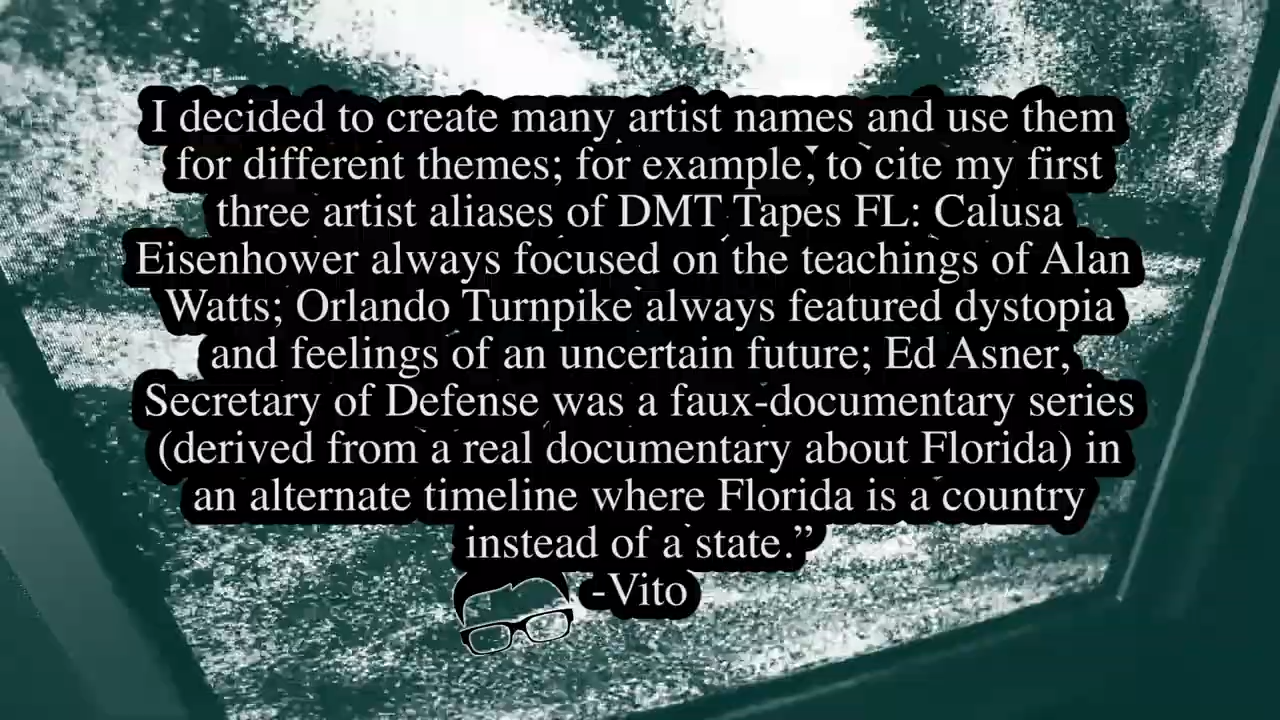 I decided to create many artist names and use them
for different themes; for example, to cite my first
three artist aliases of DMT Tapes FL: Calusa
Eisenhower always focused on the teachings of Alan
Watts; Orlando Turnpike always featured dystopia
and feelings of an uncertain future; Ed Asner,
Secretary of Defense was a faux-documentary series
(derived from a real documentary about Florida) in
an alternate timeline where Florida is a country
instead of a state.”
-Vito